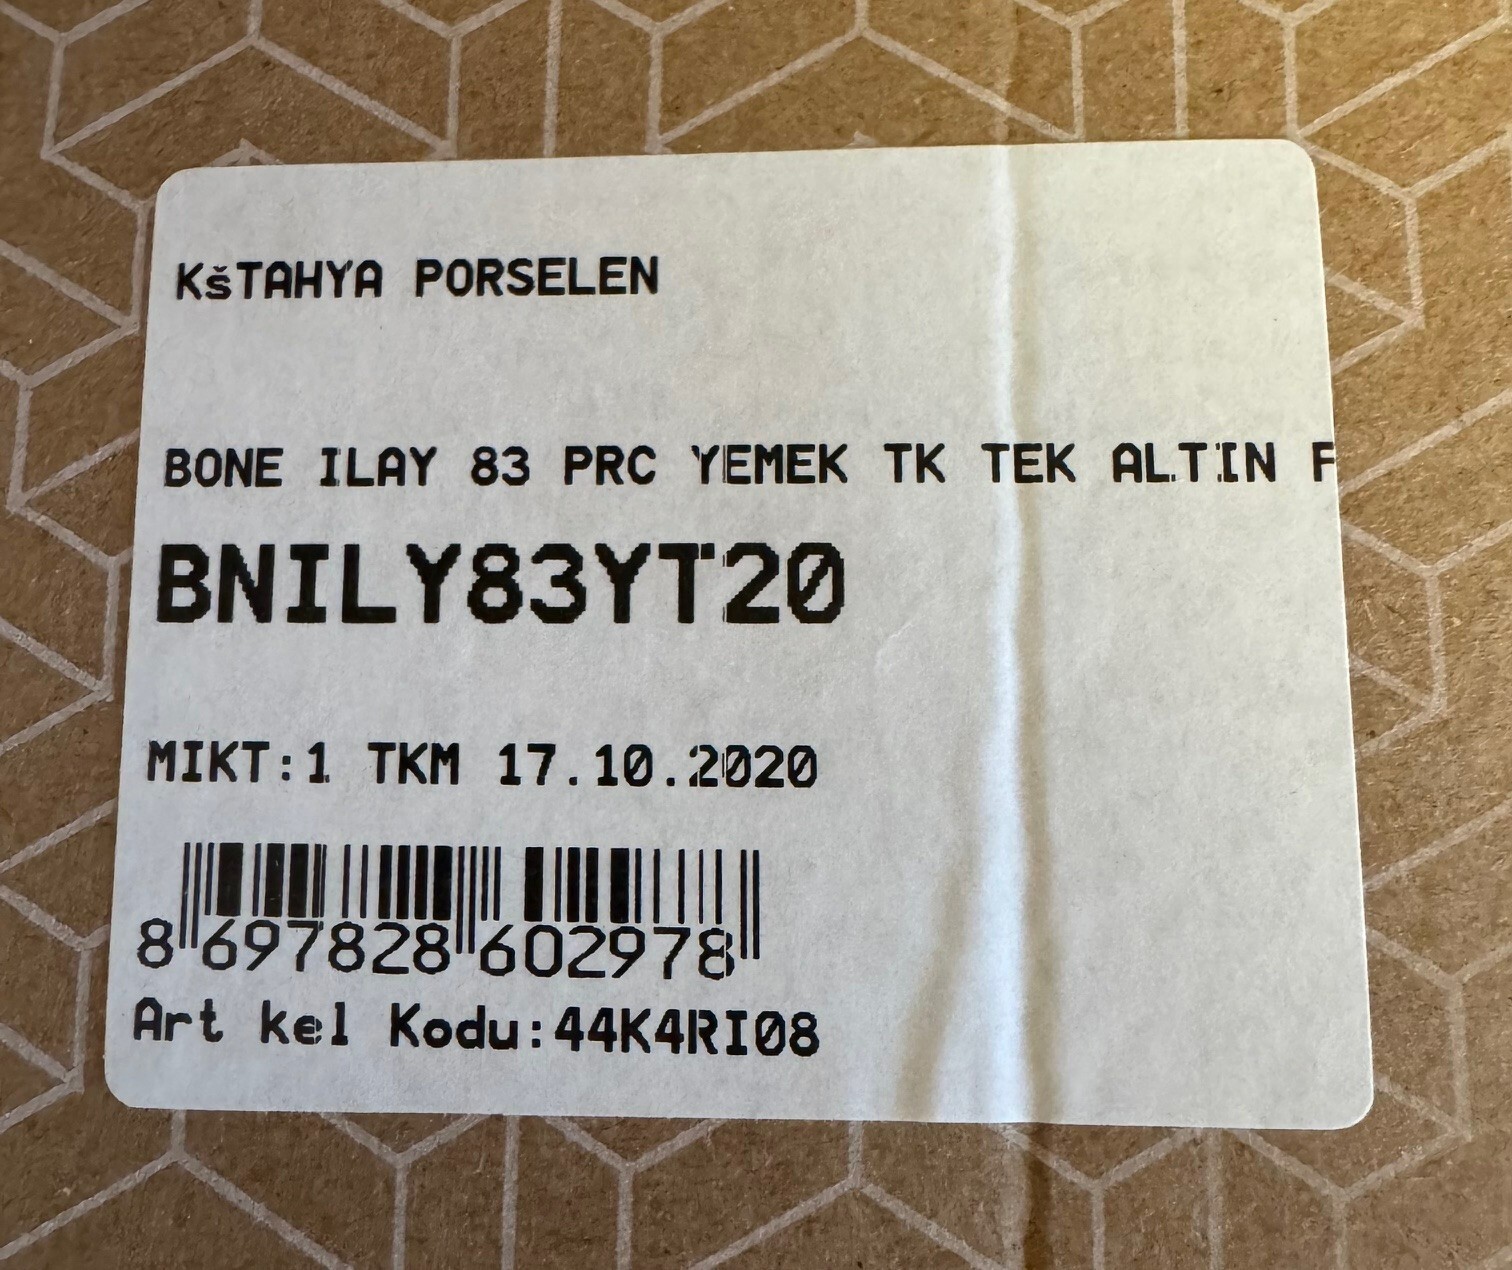 KšTAHYA PORSELEN
BONE ILAY 83 PRC YEMEK TK TEK ALTIN F
BNILY83YT20
MIKT:1 TKM 17.10.2020
8 697828 602978
Art kel Kodu:44K4RI08